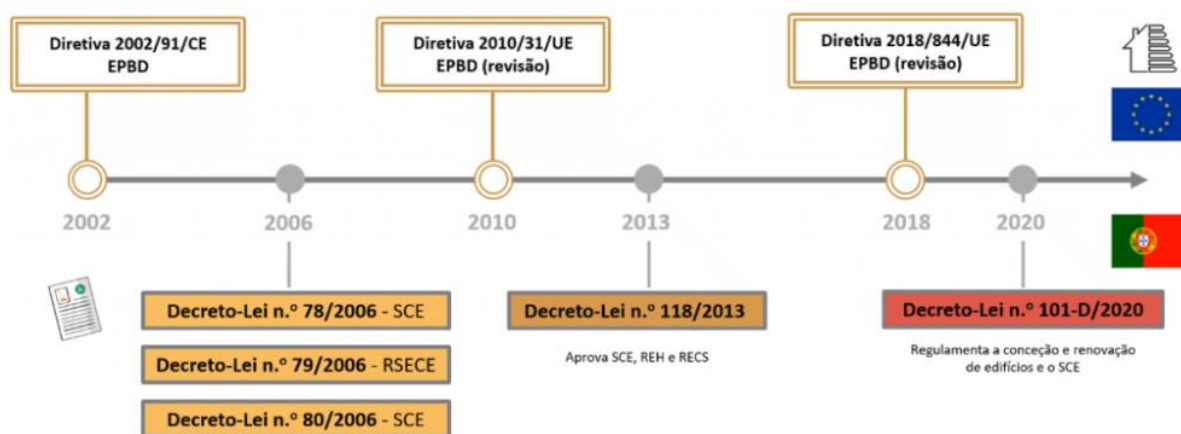 Diretiva 2002/91/CE
EPBD
Diretiva 2010/31/UE
EPBD (revisão)
Diretiva 2018/844/UE
EPBD (revisão)
2002
2006
2010
2013
2018
2020
Decreto-Lei n.º 78/2006 - SCE
Decreto-Lei n.º 79/2006 - RSECE
Decreto-Lei n.º 80/2006 - SCE
Decreto-Lei n.º 118/2013
Aprova SCE, REH e RECS
Decreto-Lei n.º 101-D/2020
Regulamenta a conceção e renovação
de edifícios e o SCE